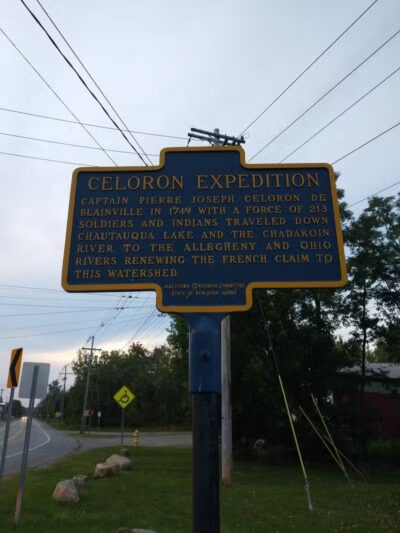 CELORON EXPEDITION
CAPTAIN PIERRE JOSEPH CELORON DE
BLAINVILLE IN 1749 WITH A FORCE OF 213
SOLDIERS AND INDIANS TRAVELED DOWN
CHAUTAUQUA LAKE AND THE CHADAKOIN
RIVER TO THE ALLEGHENY AND OHIO
RIVERS RENEWING THE FRENCH CLAIM TO
THIS WATERSHED.
JAMESTOWN CENTENNIAL COMMITTEE
STATE OF NEW YORK